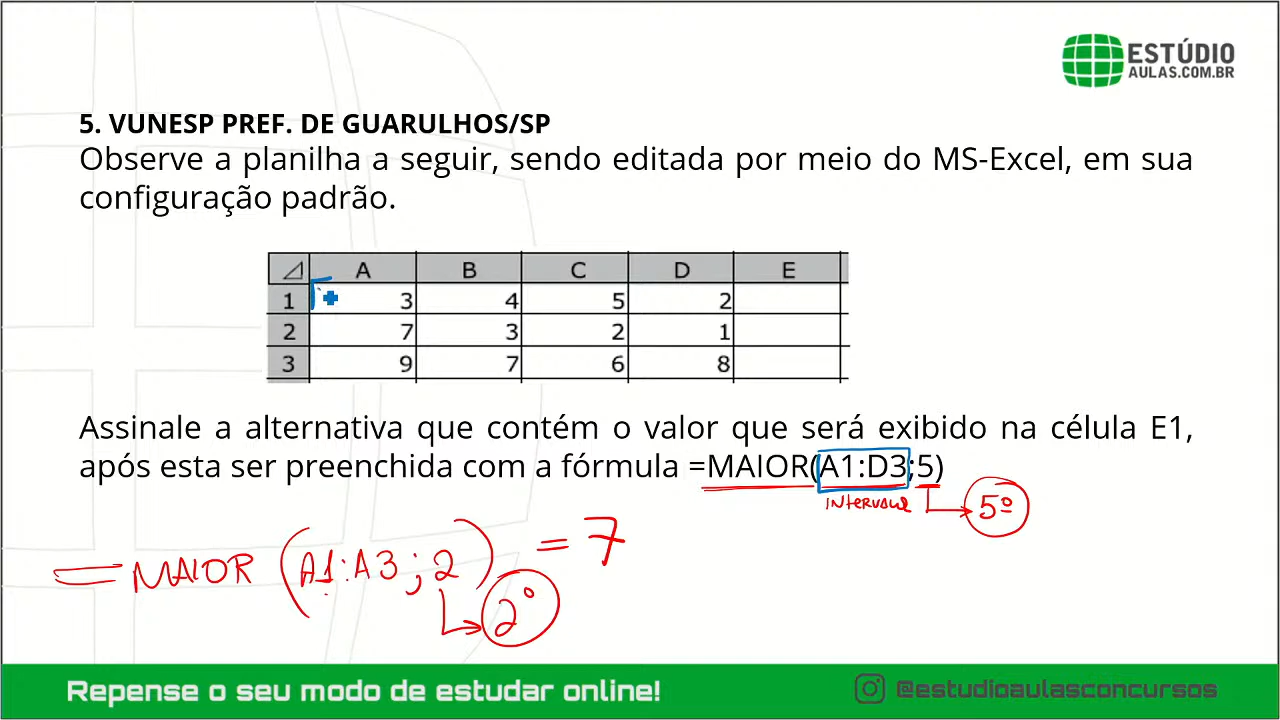 ESTÚDIO
AULAS.COM.BR
5. VUNESP PREF. DE GUARULHOS/SP
Observe a planilha a seguir, sendo editada por meio do MS-Excel, em sua
configuração padrão.
A B C D E
1 3 4 5 2
2 7 3 2 1
3 9 7 6 8
Assinale a alternativa que contém o valor que será exibido na célula E1,
após esta ser preenchida com a fórmula =MAIOR(A1:D3;5)
INTERVALO 5º
= MAIOR (A1:A3;2) = 7
2º
Repense o seu modo de estudar online!
@estudioaulasconcursos